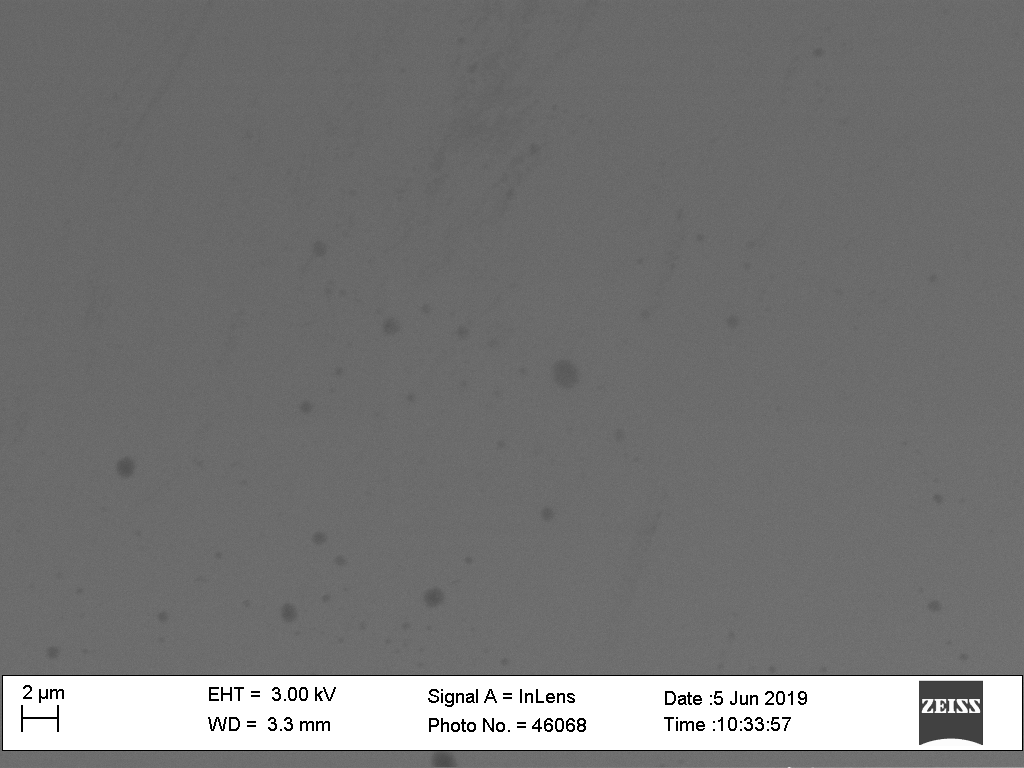 2 µm
EHT = 3.00 kV
WD = 3.3 mm
Signal A = InLens
Photo No. = 46068
Date :5 Jun 2019
Time :10:33:57
ZEISS